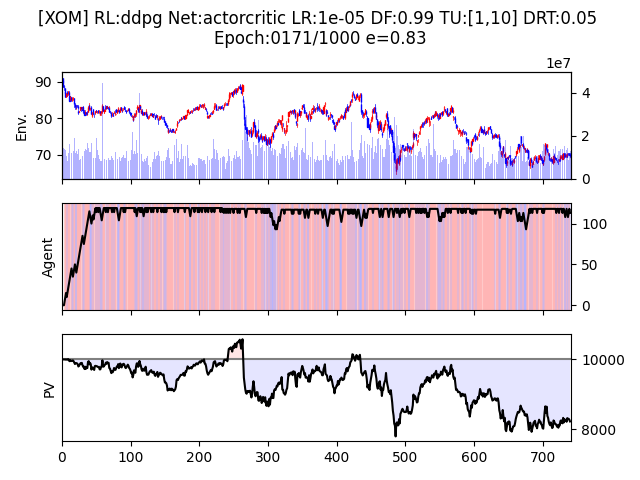 [XOM] RL:ddpg Net:actorcritic LR:1e-05 DF:0.99 TU:[1,10] DRT:0.05
Epoch:0171/1000 e=0.83
1e7
90
80
70
Env.
4
2
0
Agent
100
50
0
PV
10000
8000
0 100 200 300 400 500 600 700